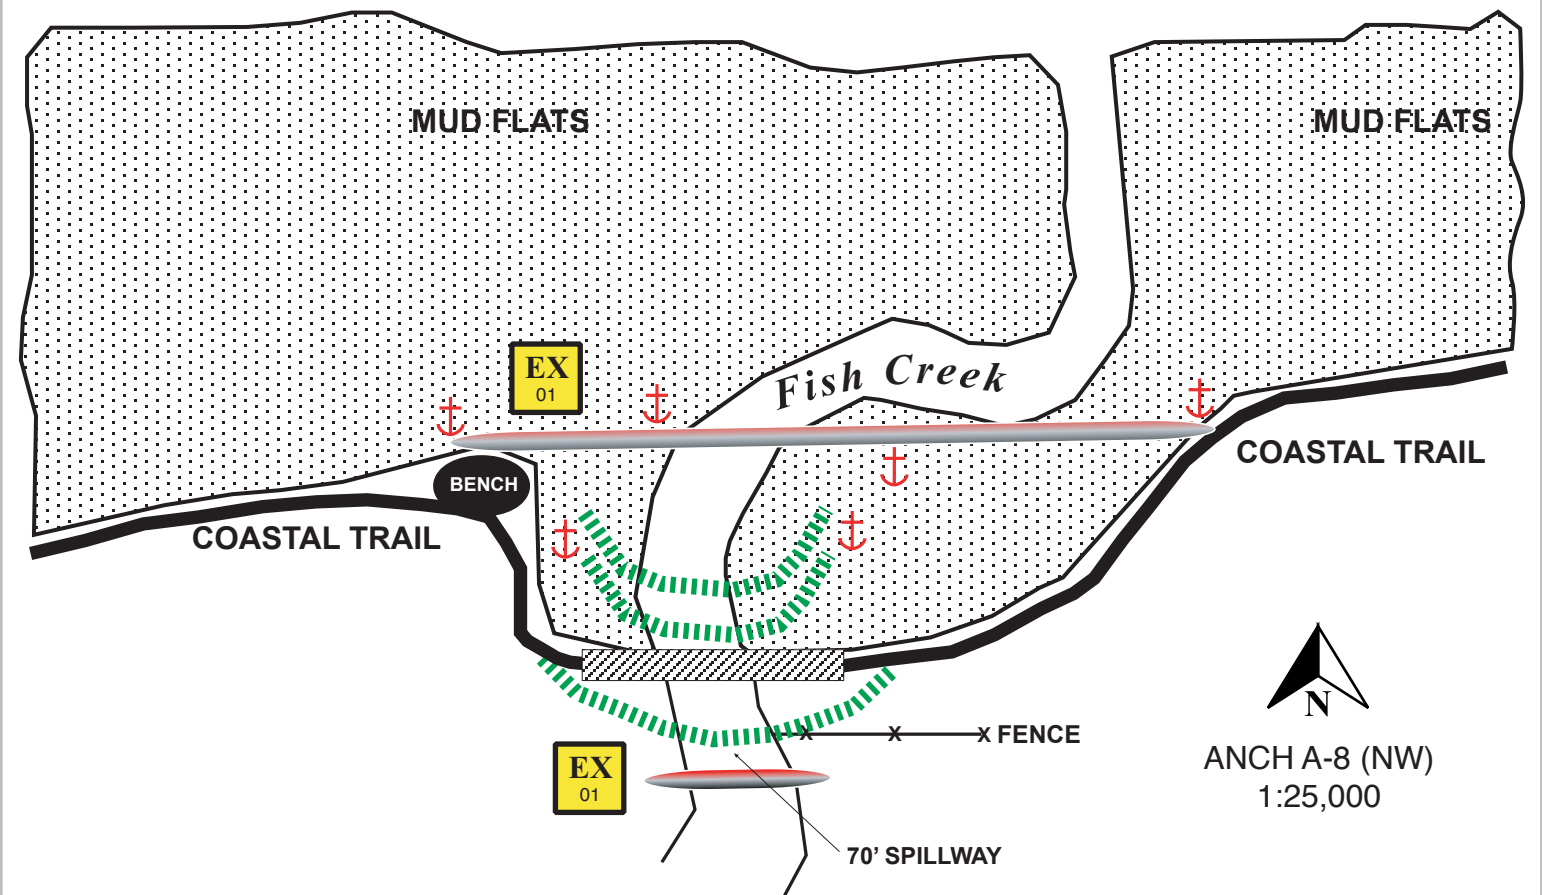 MUD FLATS
MUD FLATS
EX
01
Fish Creek
COASTAL TRAIL
BENCH
COASTAL TRAIL
X X X FENCE
N
EX
01
ANCH A-8 (NW)
1:25,000
70' SPILLWAY